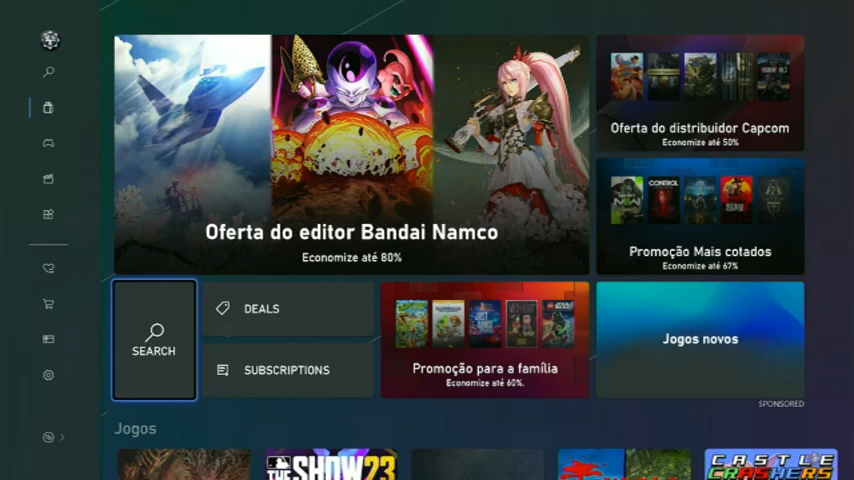 Oferta do editor Bandai Namco
Economize até 80%
Oferta do distribuidor Capcom
Economize até 50%
CONTROL
Promoção Mais cotados
Economize até 67%
SEARCH
DEALS
SUBSCRIPTIONS
JUST DANCE
Promoção para a família
Economize até 60%.
Jogos novos
SPONSORED
Jogos
THE SHOW 23
CASTLE
CRASHERS